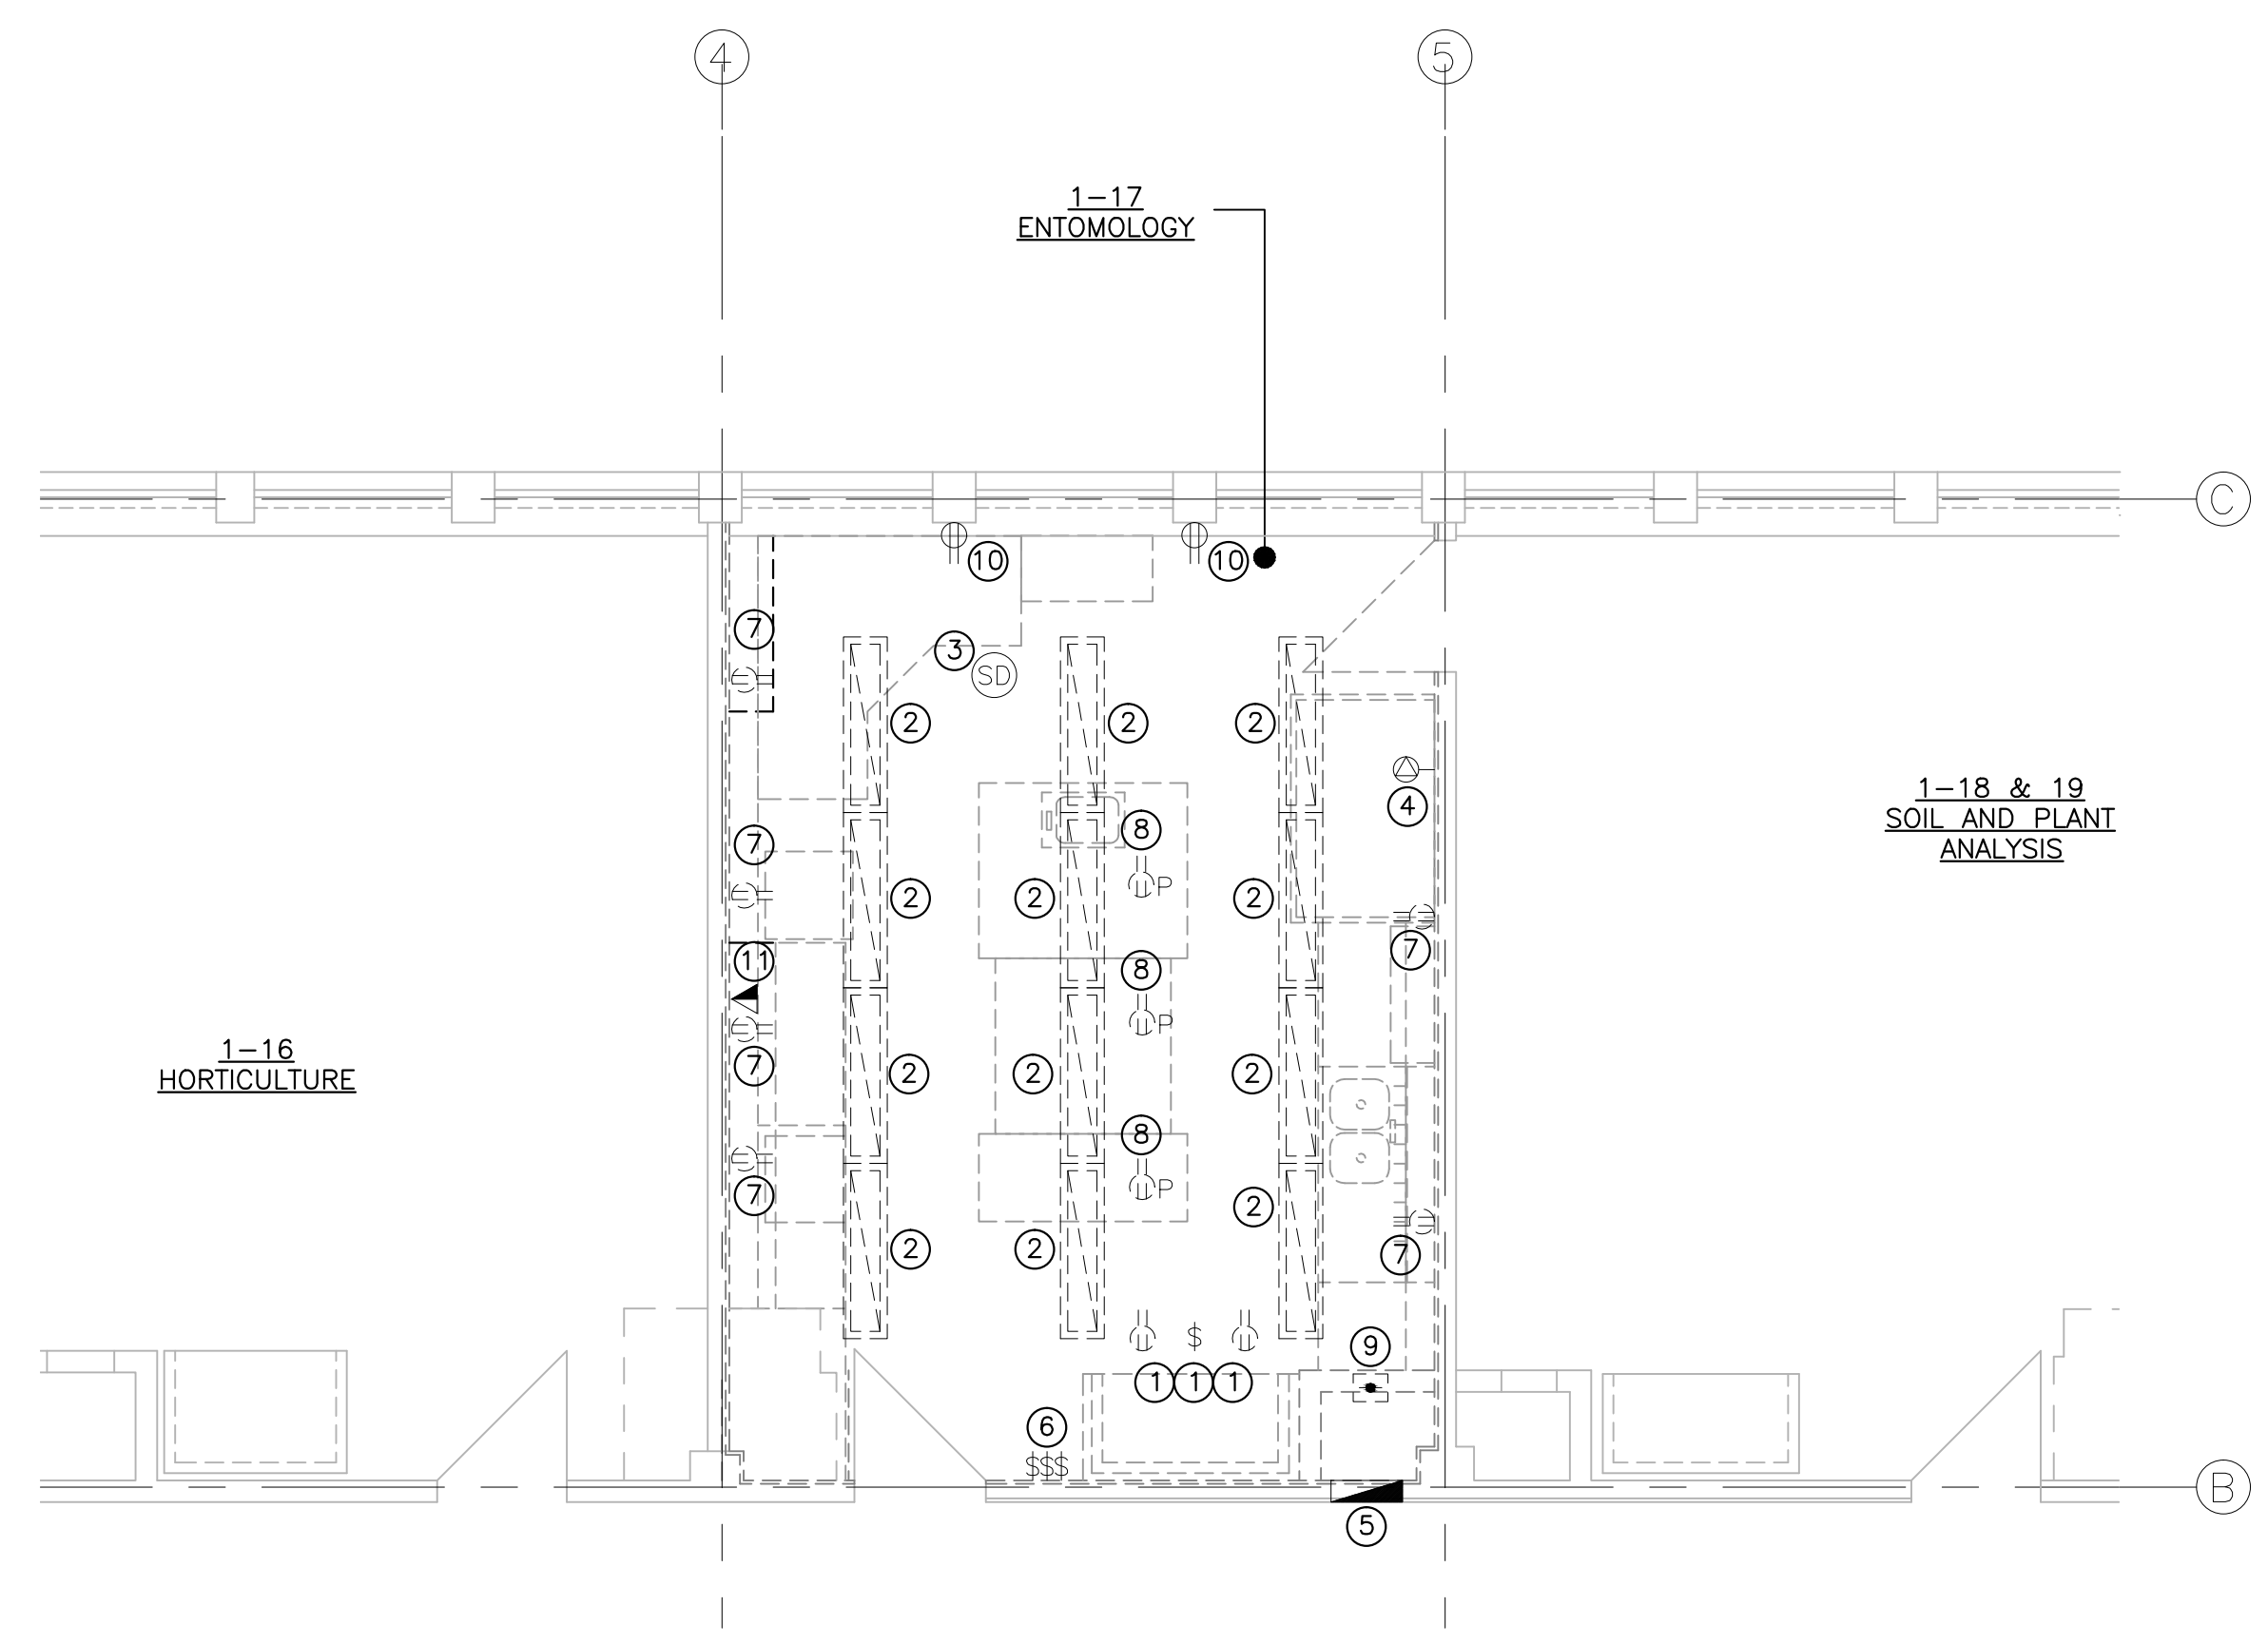 4 5
1-17
ENTOMOLOGY
C
10 10
7
3
SD
2 2 2
4
7 8
P
2 2 2
7
11 8
P
7 2 2 2
1-18 & 19
SOIL AND PLANT
ANALYSIS
1-16
HORTICULTURE
8
P
7 2
2 2 7
$
9
1 1 1
6
$$$
B
5